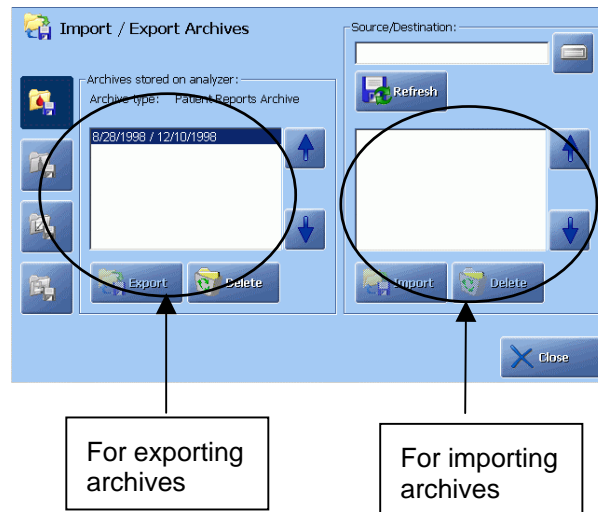 Import / Export Archives
Source/Destination:
Refresh
Archives stored on analyzer:
Archive type: Patient Reports Archive
8/28/1998 / 12/10/1998
Export
Delete
Import
Delete
Close
For exporting
archives
For importing
archives